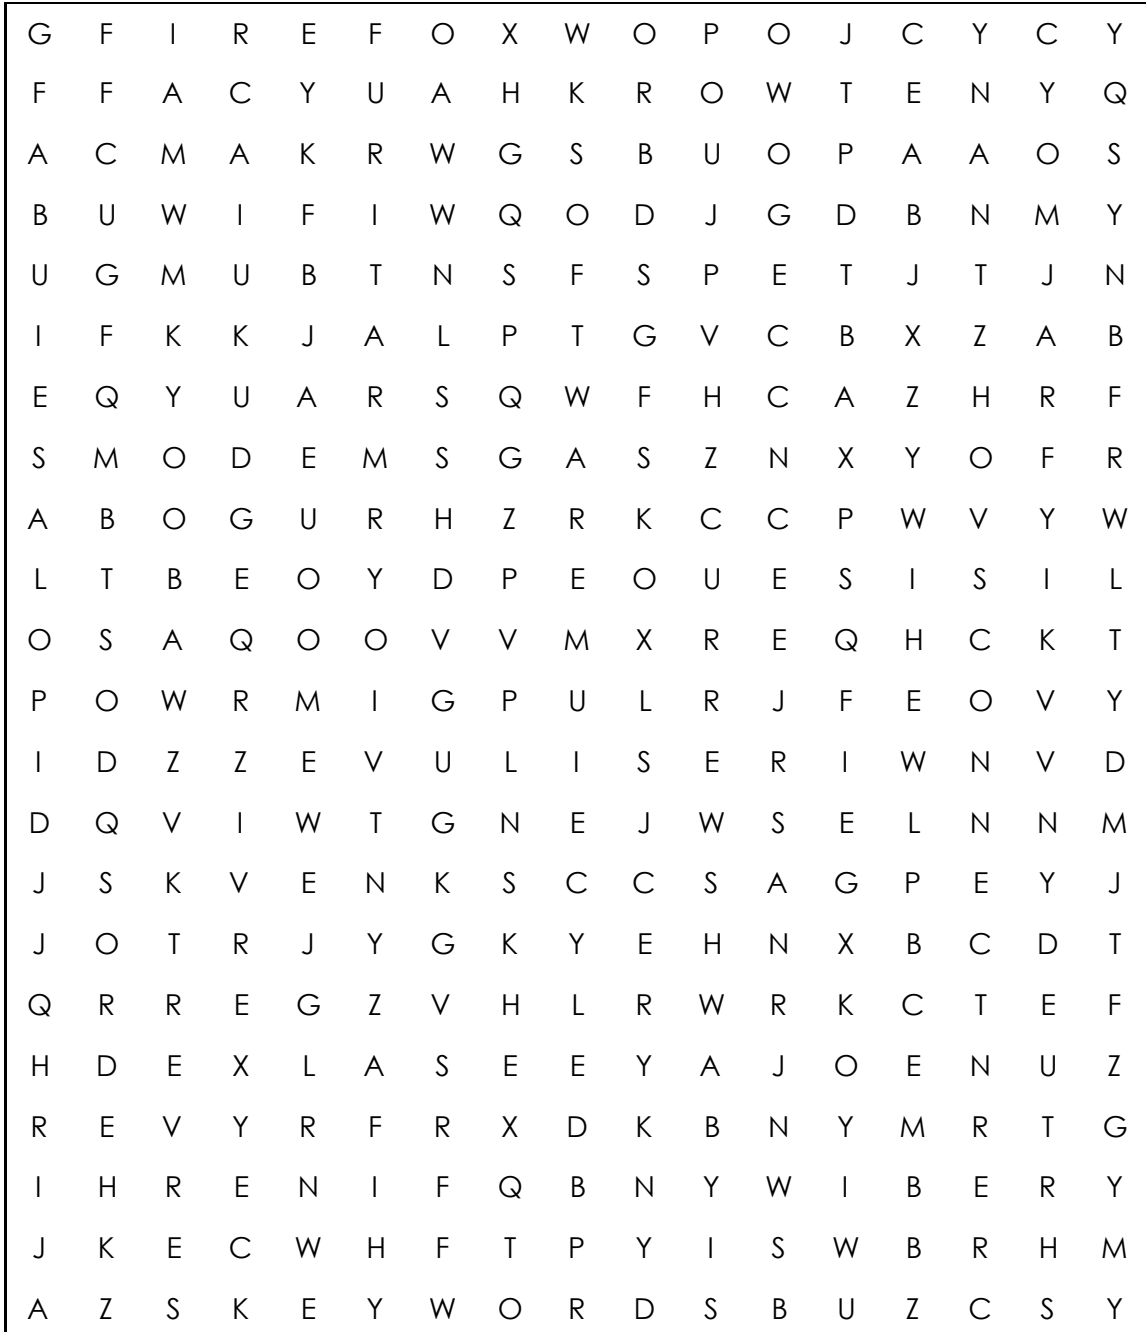 G F I R E F O X W O P O J C Y C Y
F F A C Y U A H K R O W T E N Y Q
A C M A K R W G S B U O P A A O S
B U W I F I W Q O D J G D B N M Y
U G M U B T N S F S P E T J T J N
I F K K J A L P T G V C B X Z A B
E Q Y U A R S Q W F H C A Z H R F
S M O D E M S G A S Z N X Y O F R
A B O G U R H Z R K C C P W V Y W
L T B E O Y D P E O U E S I S I L
O S A Q O O V V M X R E Q H C K T
P O W R M I G P U L R J F E O V Y
I D Z Z E V U L I S E R I W N V D
D Q V I W T G N E J W S E L N N M
J S K V E N K S C C S A G P E Y J
J O T R J Y G K Y E H N X B C D T
Q R R E G Z V H L R W R K C T E F
H D E X L A S E E Y A J O E N U Z
R E V Y R F R X D K B N Y M R T G
I H R E N I F Q B N Y W I B E R Y
J K E C W H F T P Y I S W B R H M
A Z S K E Y W O R D S B U Z C S Y